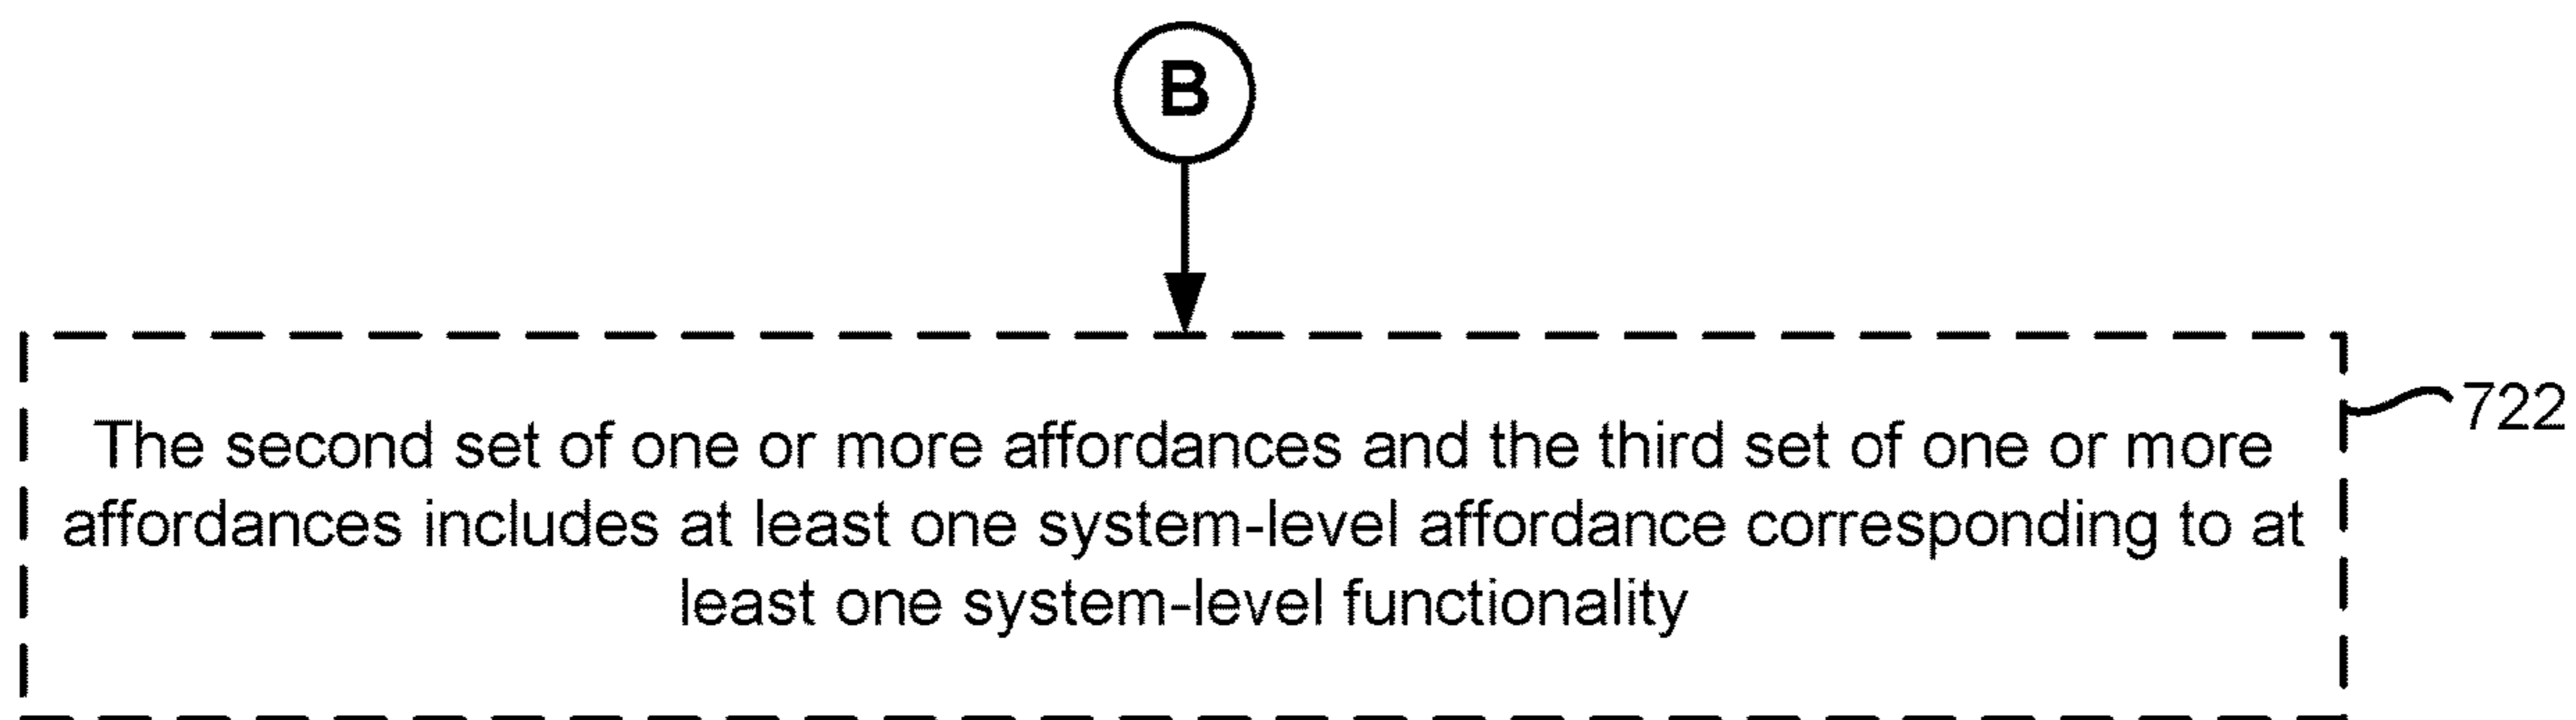 B
722
The second set of one or more affordances and the third set of one or more
affordances includes at least one system-level affordance corresponding to at
least one system-level functionality